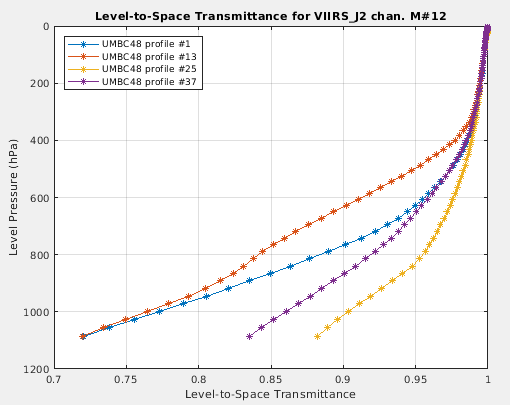 Level-to-Space Transmittance for VIIRS_J2 chan. M#12
UMBC48 profile #1
UMBC48 profile #13
UMBC48 profile #25
UMBC48 profile #37
Level Pressure (hPa)
0
200
400
600
800
1000
1200
0.7 0.75 0.8 0.85 0.9 0.95 1
Level-to-Space Transmittance